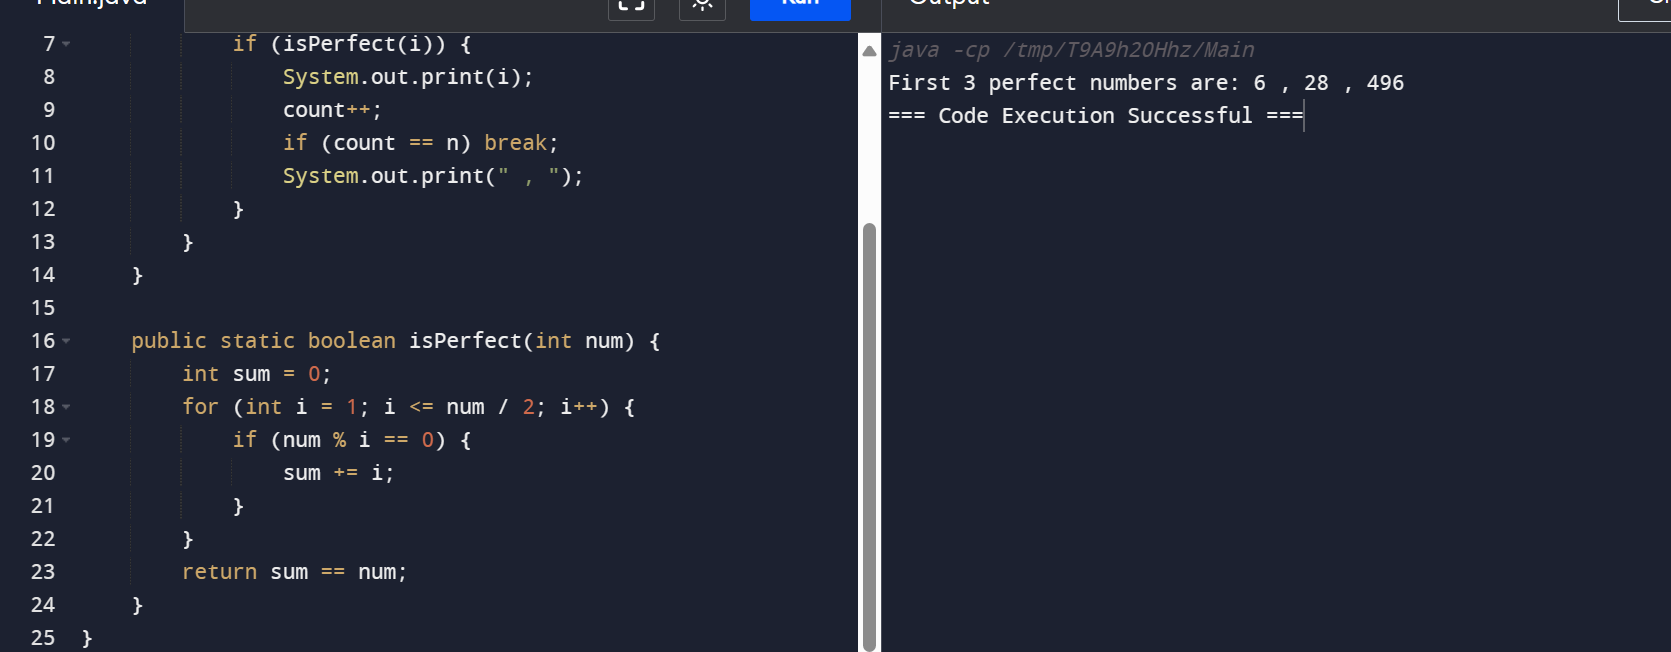 Main.java
Run
Output
7 if (isPerfect(i)) {
8 System.out.print(i);
9 count++;
10 if (count == n) break;
11 System.out.print(" , ");
12 }
13 }
14 }
15
16 public static boolean isPerfect(int num) {
17 int sum = 0;
18 for (int i = 1; i <= num / 2; i++) {
19 if (num % i == 0) {
20 sum += i;
21 }
22 }
23 return sum == num;
24 }
25 }
java -cp /tmp/T9A9h2OHhz/Main
First 3 perfect numbers are: 6 , 28 , 496
=== Code Execution Successful ===